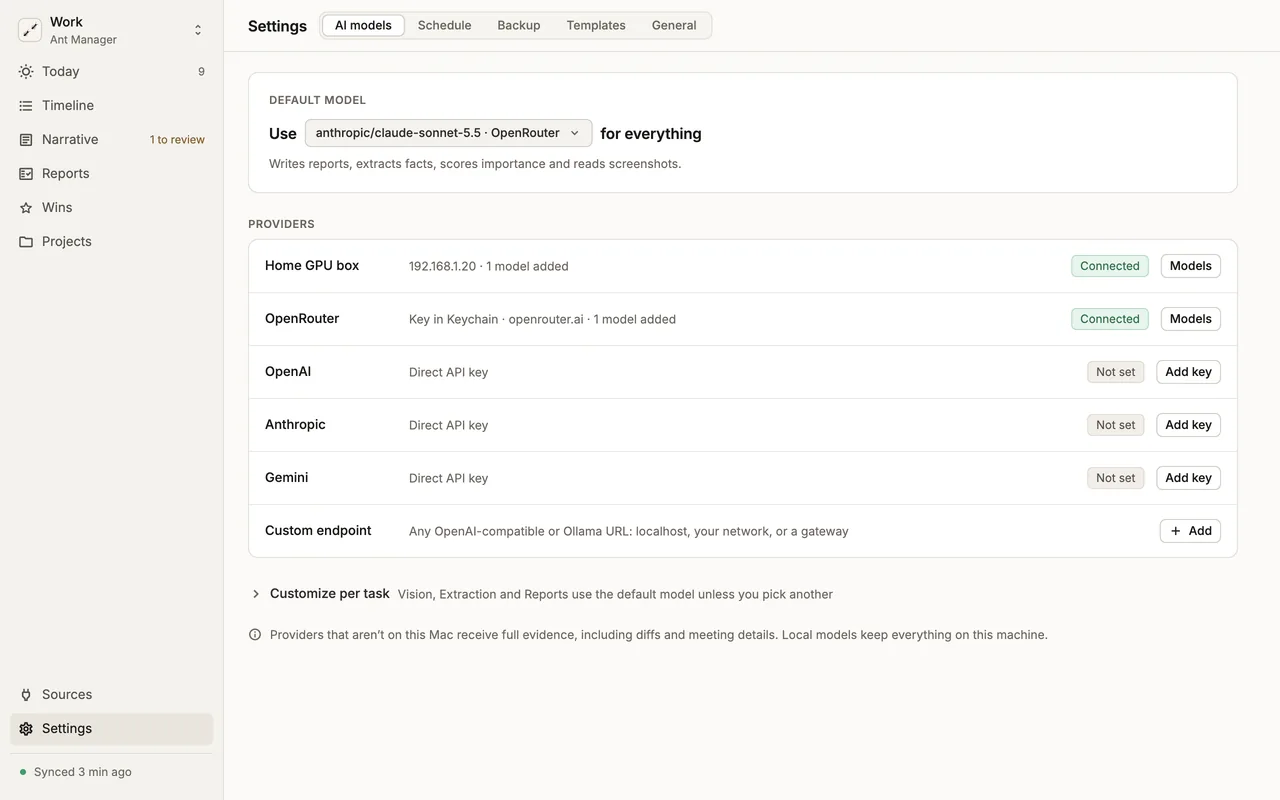 Work
Ant Manager
Today 9
Timeline
Narrative 1 to review
Reports
Wins
Projects
Sources
Settings
Synced 3 min ago
Settings AI models Schedule Backup Templates General
DEFAULT MODEL
Use anthropic/claude-sonnet-5.5 · OpenRouter for everything
Writes reports, extracts facts, scores importance and reads screenshots.
PROVIDERS
Home GPU box 192.168.1.20 · 1 model added Connected Models
OpenRouter Key in Keychain · openrouter.ai · 1 model added Connected Models
OpenAI Direct API key Not set Add key
Anthropic Direct API key Not set Add key
Gemini Direct API key Not set Add key
Custom endpoint Any OpenAI-compatible or Ollama URL: localhost, your network, or a gateway + Add
Customize per task Vision, Extraction and Reports use the default model unless you pick another
Providers that aren’t on this Mac receive full evidence, including diffs and meeting details. Local models keep everything on this machine.